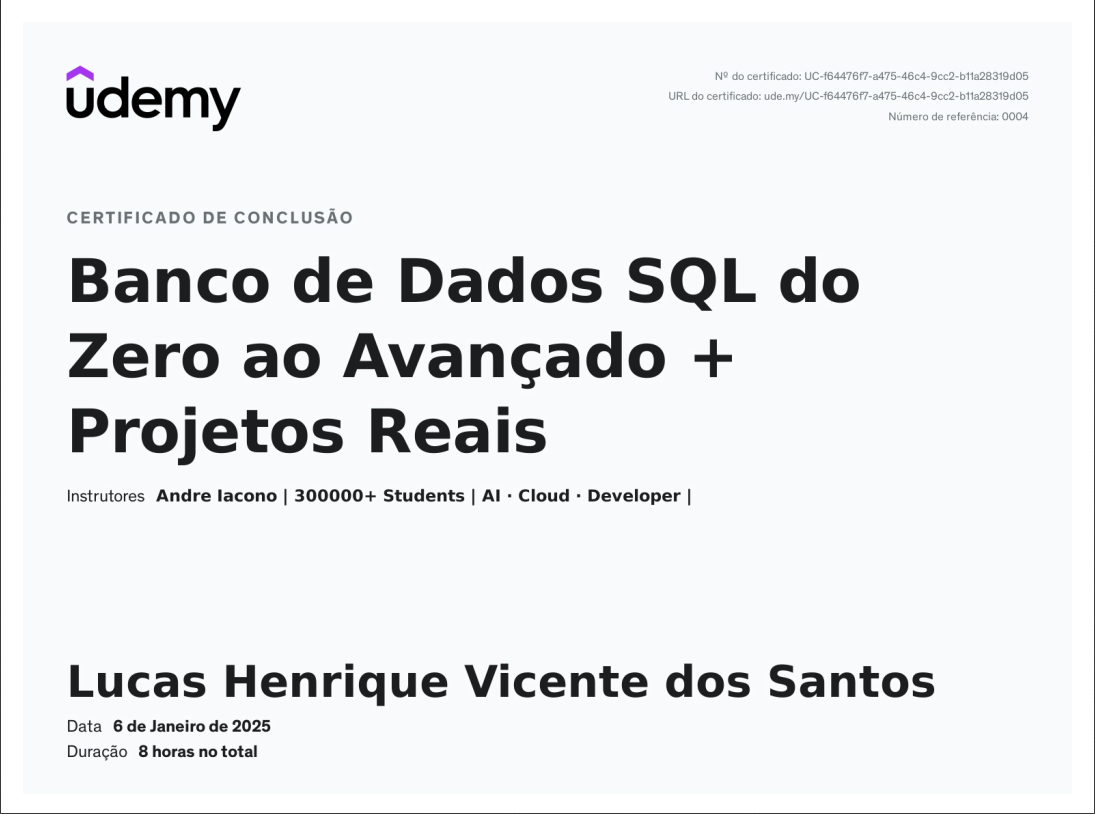 udemy
Nº do certificado: UC-f64476f7-a475-46c4-9cc2-b11a28319d05
URL do certificado: ude.my/UC-f64476f7-a475-46c4-9cc2-b11a28319d05
Número de referência: 0004
CERTIFICADO DE CONCLUSÃO
Banco de Dados SQL do
Zero ao Avançado +
Projetos Reais
Instrutores Andre Iacono | 300000+ Students | AI · Cloud · Developer |
Lucas Henrique Vicente dos Santos
Data 6 de Janeiro de 2025
Duração 8 horas no total